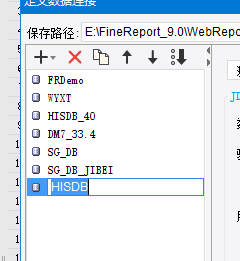 定义数据连接
保存路径: E:\FineReport_9.0\WebRepo
FRDemo
WYXT
HISDB_40
DM7_33.4
SG_DB
SG_DB_JIBEI
HISDB